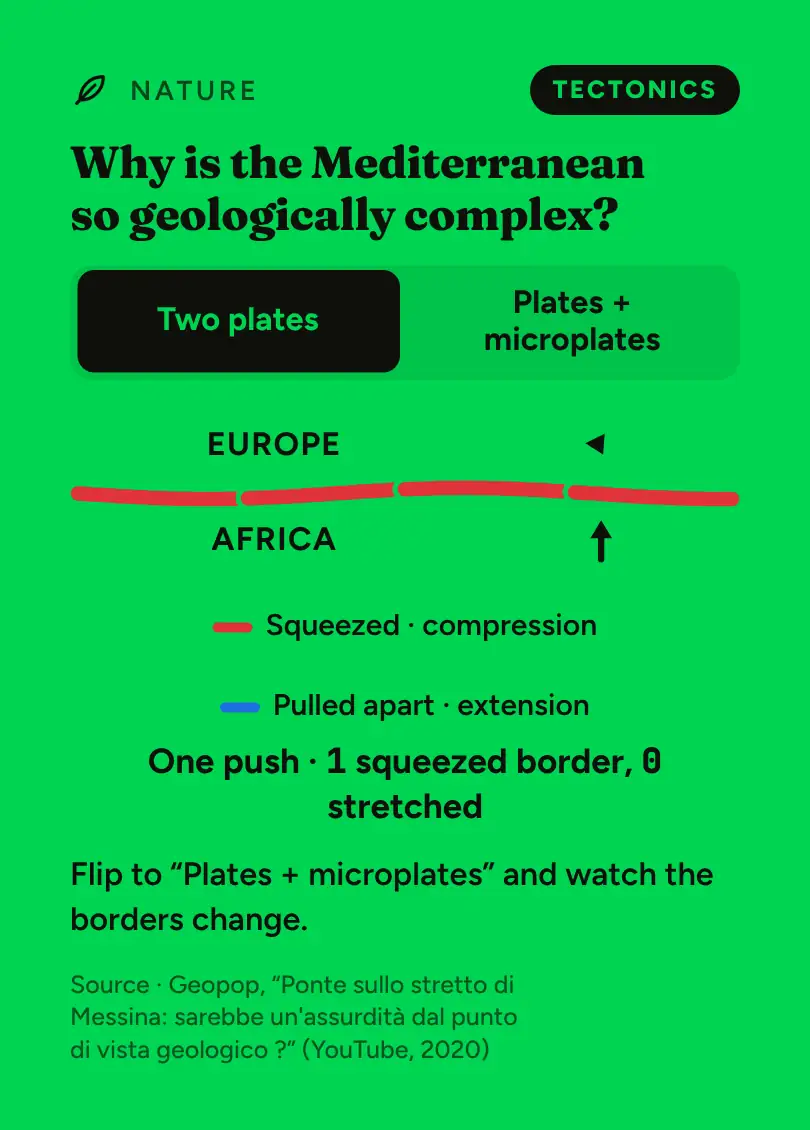 NATURE
TECTONICS
Why is the Mediterranean
so geologically complex?
Two plates
Plates +
microplates
EUROPE
AFRICA
Squeezed · compression
Pulled apart · extension
One push · 1 squeezed border, 0
stretched
Flip to “Plates + microplates” and watch the
borders change.
Source · Geopop, “Ponte sullo stretto di
Messina: sarebbe un'assurdità dal punto
di vista geologico ?” (YouTube, 2020)